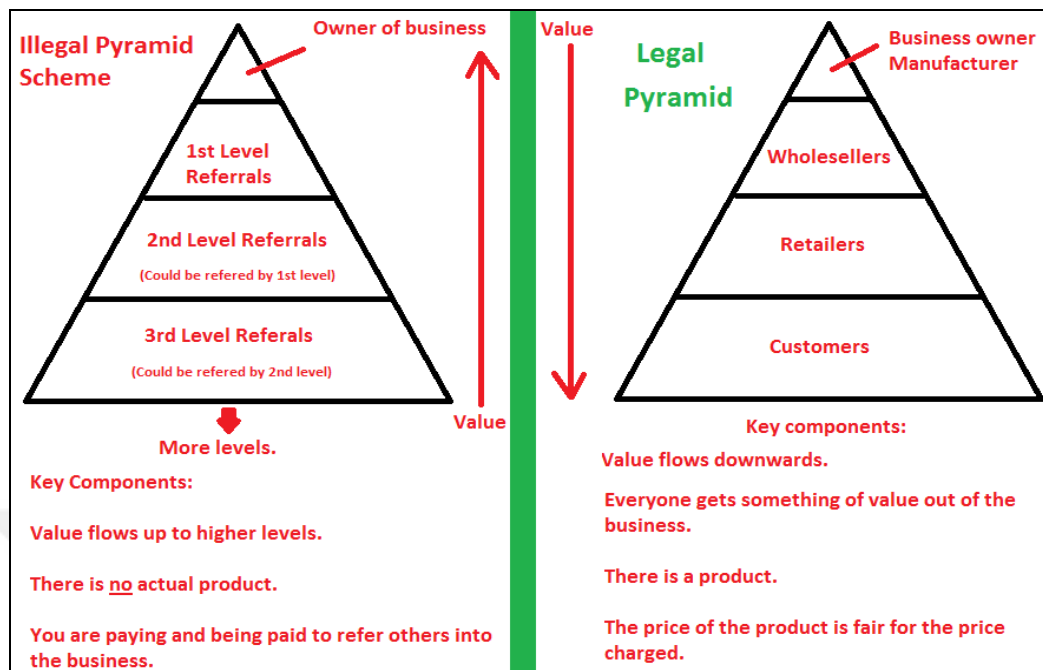 Illegal Pyramid
Scheme
Owner of business
1st Level
Referrals
2nd Level Referrals
(Could be refered by 1st level)
3rd Level Referals
(Could be refered by 2nd level)
Value
More levels.
Key Components:
Value flows up to higher levels.
There is no actual product.
You are paying and being paid to refer others into
the business.
Value
Legal
Pyramid
Business owner
Manufacturer
Wholesellers
Retailers
Customers
Key components:
Value flows downwards.
Everyone gets something of value out of the
business.
There is a product.
The price of the product is fair for the price
charged.